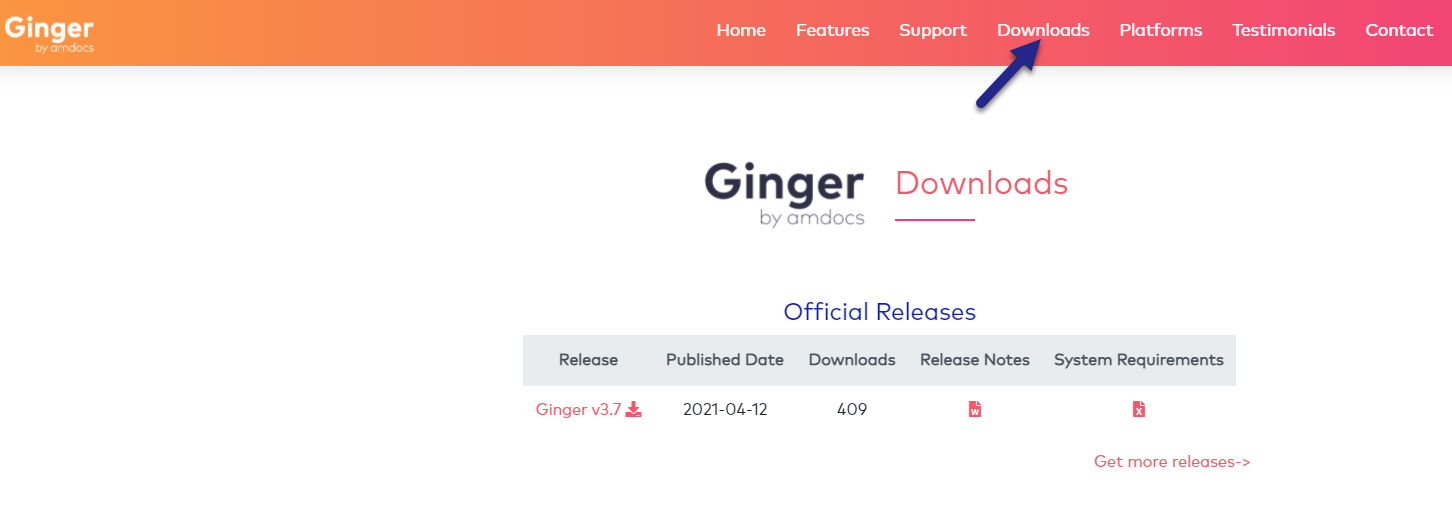 Ginger
by amdocs
Home Features Support Downloads Platforms Testimonials Contact
Ginger
by amdocs
Downloads
Official Releases
Release Published Date Downloads Release Notes System Requirements
Ginger v3.7 2021-04-12 409 W X
Get more releases->